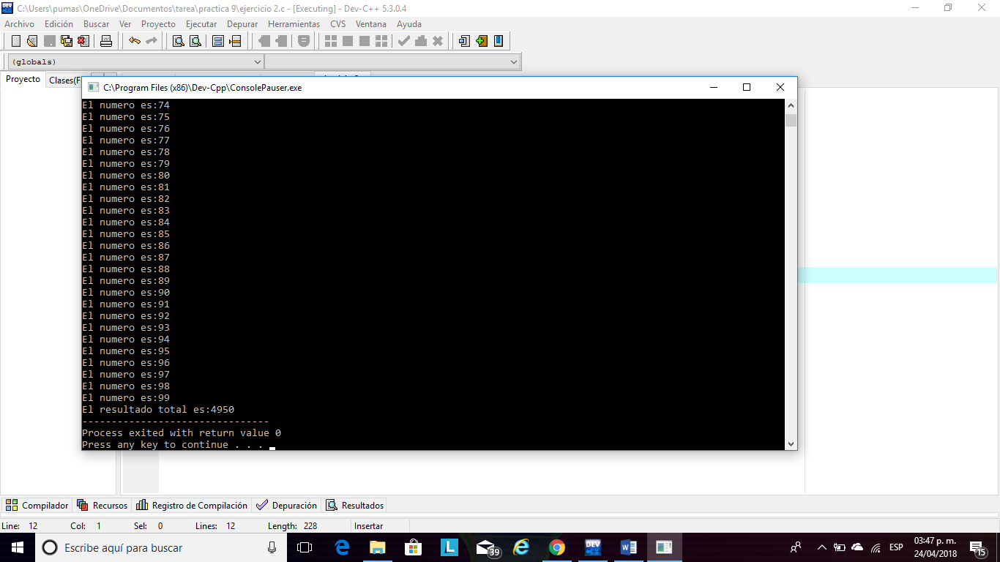 C:\Users\pumas\OneDrive\Documentos\tarea\practica 9\ejercicio 2.c - [Executing] - Dev-C++ 5.3.0.4
Archivo Edición Buscar Ver Proyecto Ejecutar Depurar Herramientas CVS Ventana Ayuda
(globals)
Proyecto Clases(F
C:\Program Files (x86)\Dev-Cpp\ConsolePauser.exe
El numero es:74
El numero es:75
El numero es:76
El numero es:77
El numero es:78
El numero es:79
El numero es:80
El numero es:81
El numero es:82
El numero es:83
El numero es:84
El numero es:85
El numero es:86
El numero es:87
El numero es:88
El numero es:89
El numero es:90
El numero es:91
El numero es:92
El numero es:93
El numero es:94
El numero es:95
El numero es:96
El numero es:97
El numero es:98
El numero es:99
El resultado total es:4950
--------------------------------
Process exited with return value 0
Press any key to continue . . .
Compilador Recursos Registro de Compilación Depuración Resultados
Line: 12 Col: 1 Sel: 0 Lines: 12 Length: 228 Insertar
Escribe aquí para buscar
L
39
DEV
ESP
03:47 p. m.
24/04/2018
15